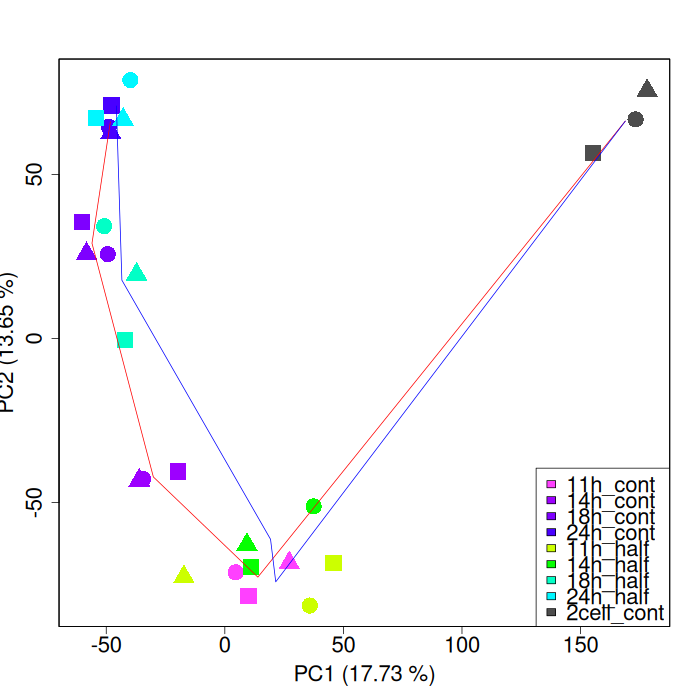 50
0
-50
PC2 (13.65 %)
-50
0
50
100
150
PC1 (17.73 %)
11h_cont
14h_cont
18h_cont
24h_cont
11h_half
14h_half
18h_half
24h_half
2cell_cont